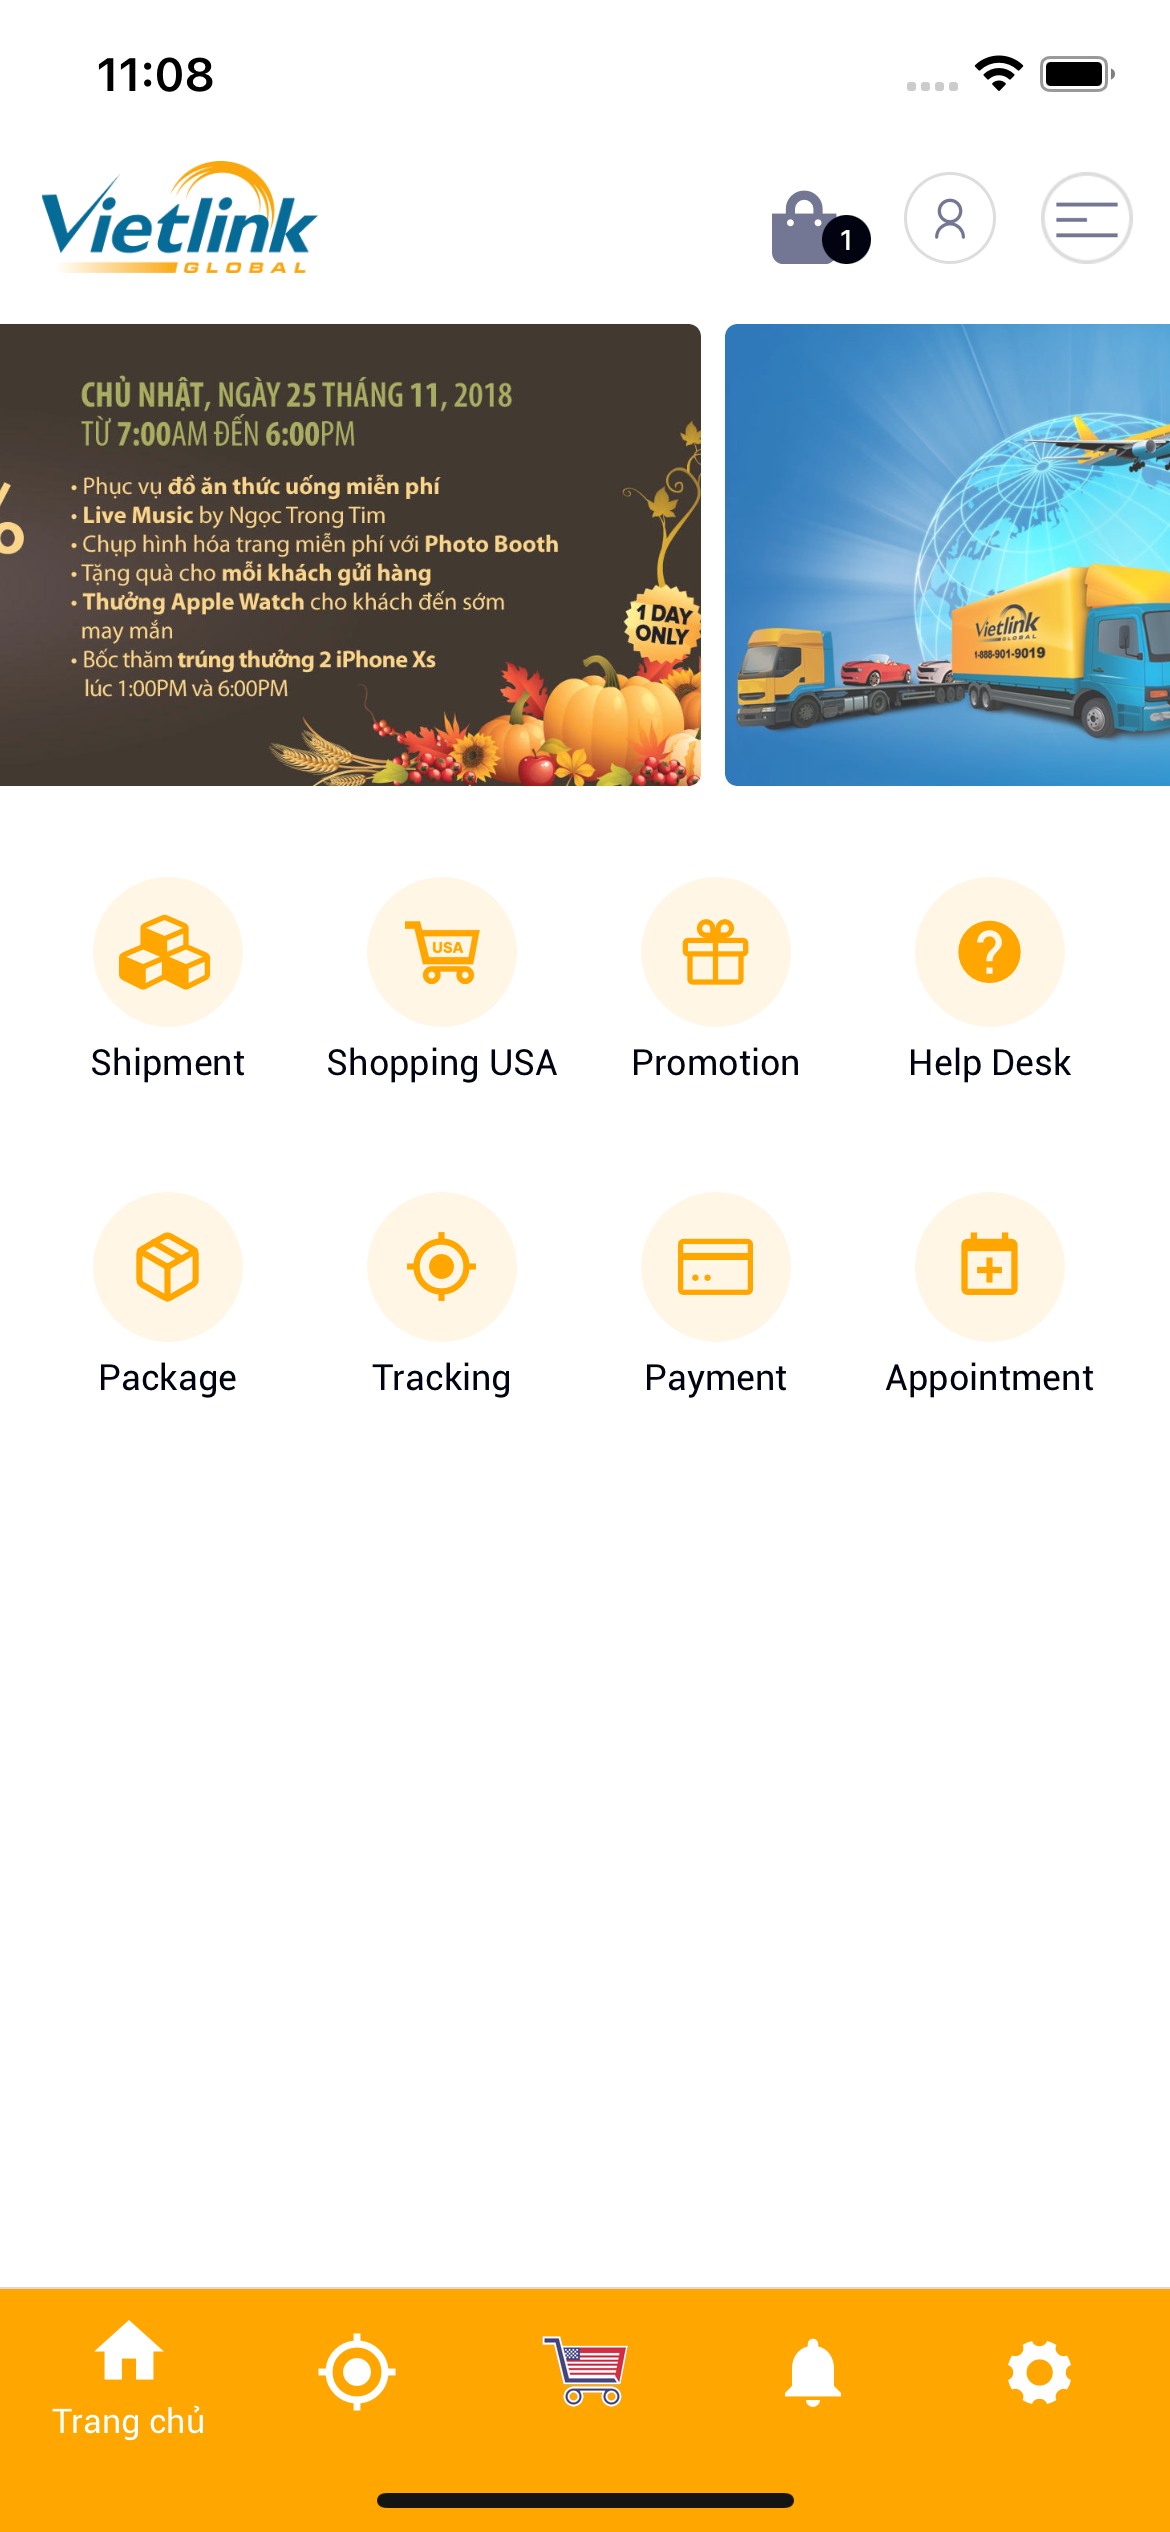 11:08
Vietlink
GLOBAL
1
CHỦ NHẬT, NGÀY 25 THÁNG 11, 2018
TỪ 7:00AM ĐẾN 6:00PM
%
• Phục vụ đồ ăn thức uống miễn phí
• Live Music by Ngọc Trong Tim
• Chụp hình hóa trang miễn phí với Photo Booth
• Tặng quà cho mỗi khách gửi hàng
• Thưởng Apple Watch cho khách đến sớm
may mắn
• Bốc thăm trúng thưởng 2 iPhone Xs
lúc 1:00PM và 6:00PM
1 DAY
ONLY
Vietlink
GLOBAL
1-888-901-9019
USA
Shipment
Shopping USA
Promotion
Help Desk
Package
Tracking
Payment
Appointment
Trang chủ